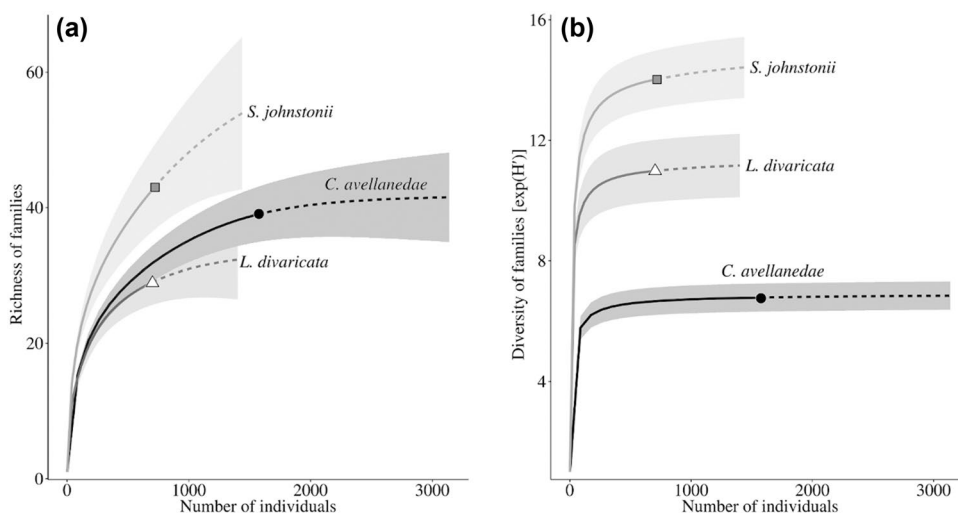 (a)
60
40
20
0
Richness of families
S. johnstonii
C. avellanedae
L. divaricata
0 1000 2000 3000
Number of individuals
(b)
16
12
8
4
Diversity of families [exp(H')]
S. johnstonii
L. divaricata
C. avellanedae
0 1000 2000 3000
Number of individuals